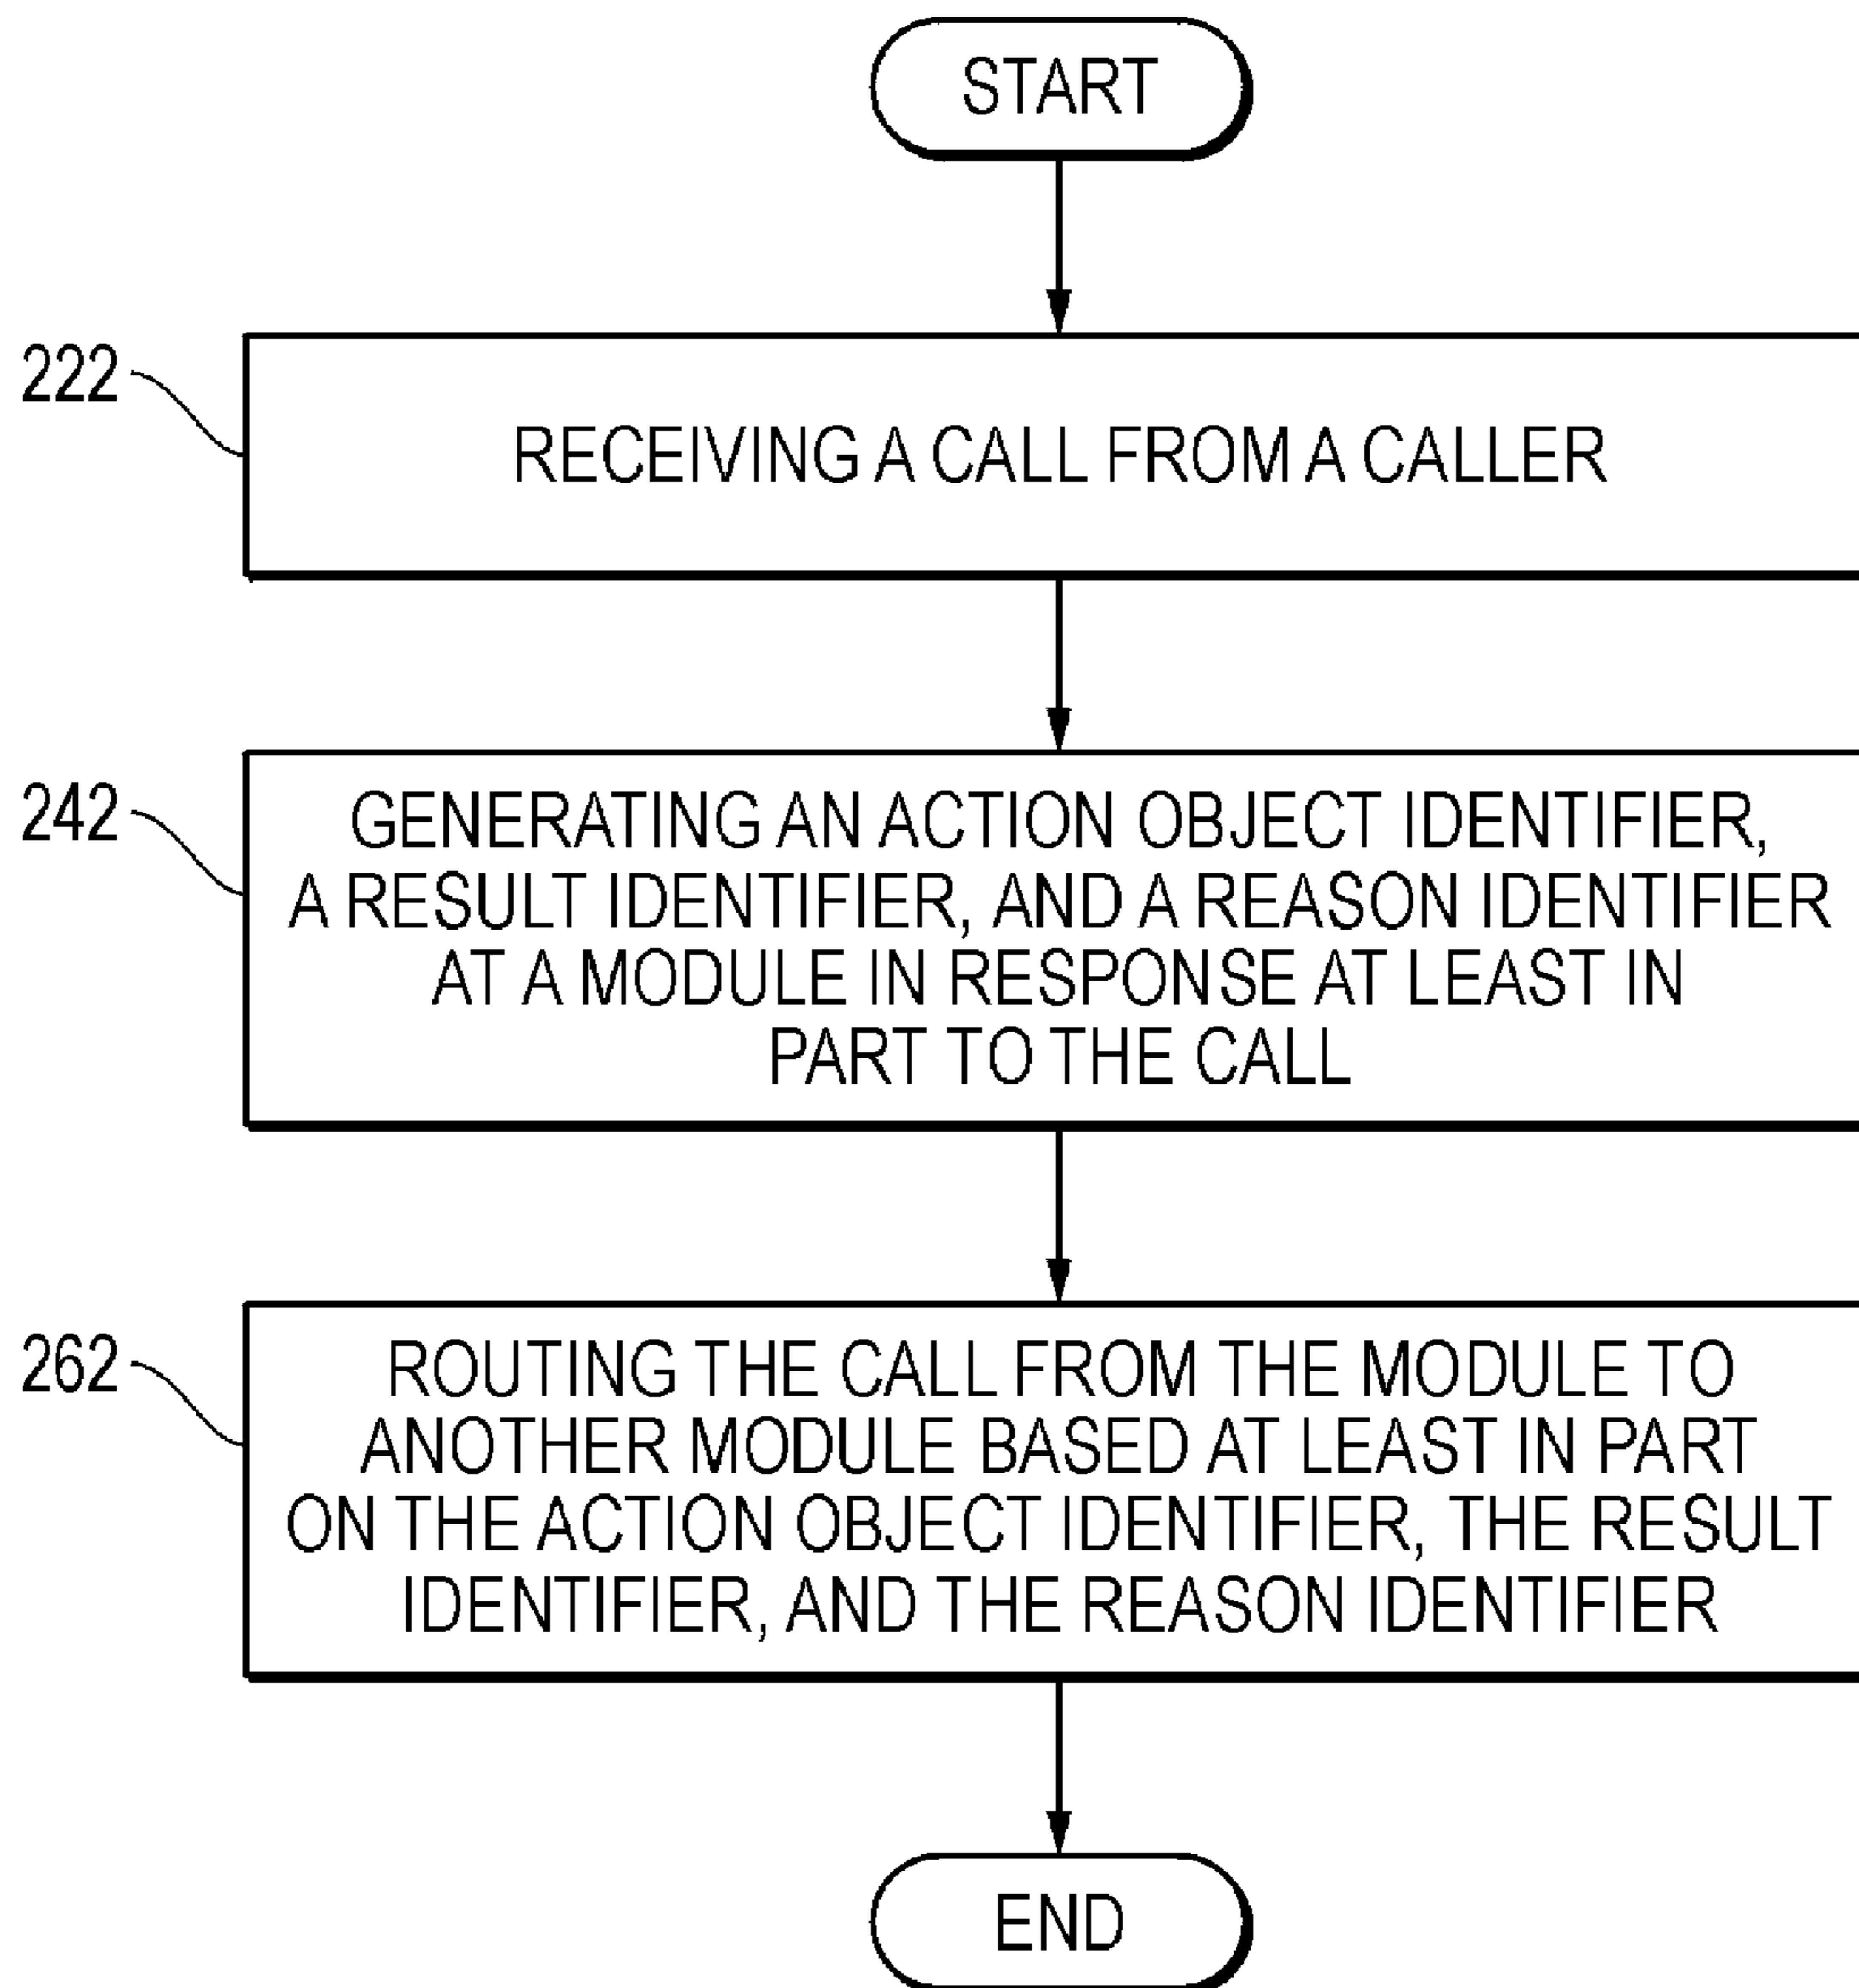 START
222
RECEIVING A CALL FROM A CALLER
242
GENERATING AN ACTION OBJECT IDENTIFIER,
A RESULT IDENTIFIER, AND A REASON IDENTIFIER
AT A MODULE IN RESPONSE AT LEAST IN
PART TO THE CALL
262
ROUTING THE CALL FROM THE MODULE TO
ANOTHER MODULE BASED AT LEAST IN PART
ON THE ACTION OBJECT IDENTIFIER, THE RESULT
IDENTIFIER, AND THE REASON IDENTIFIER
END